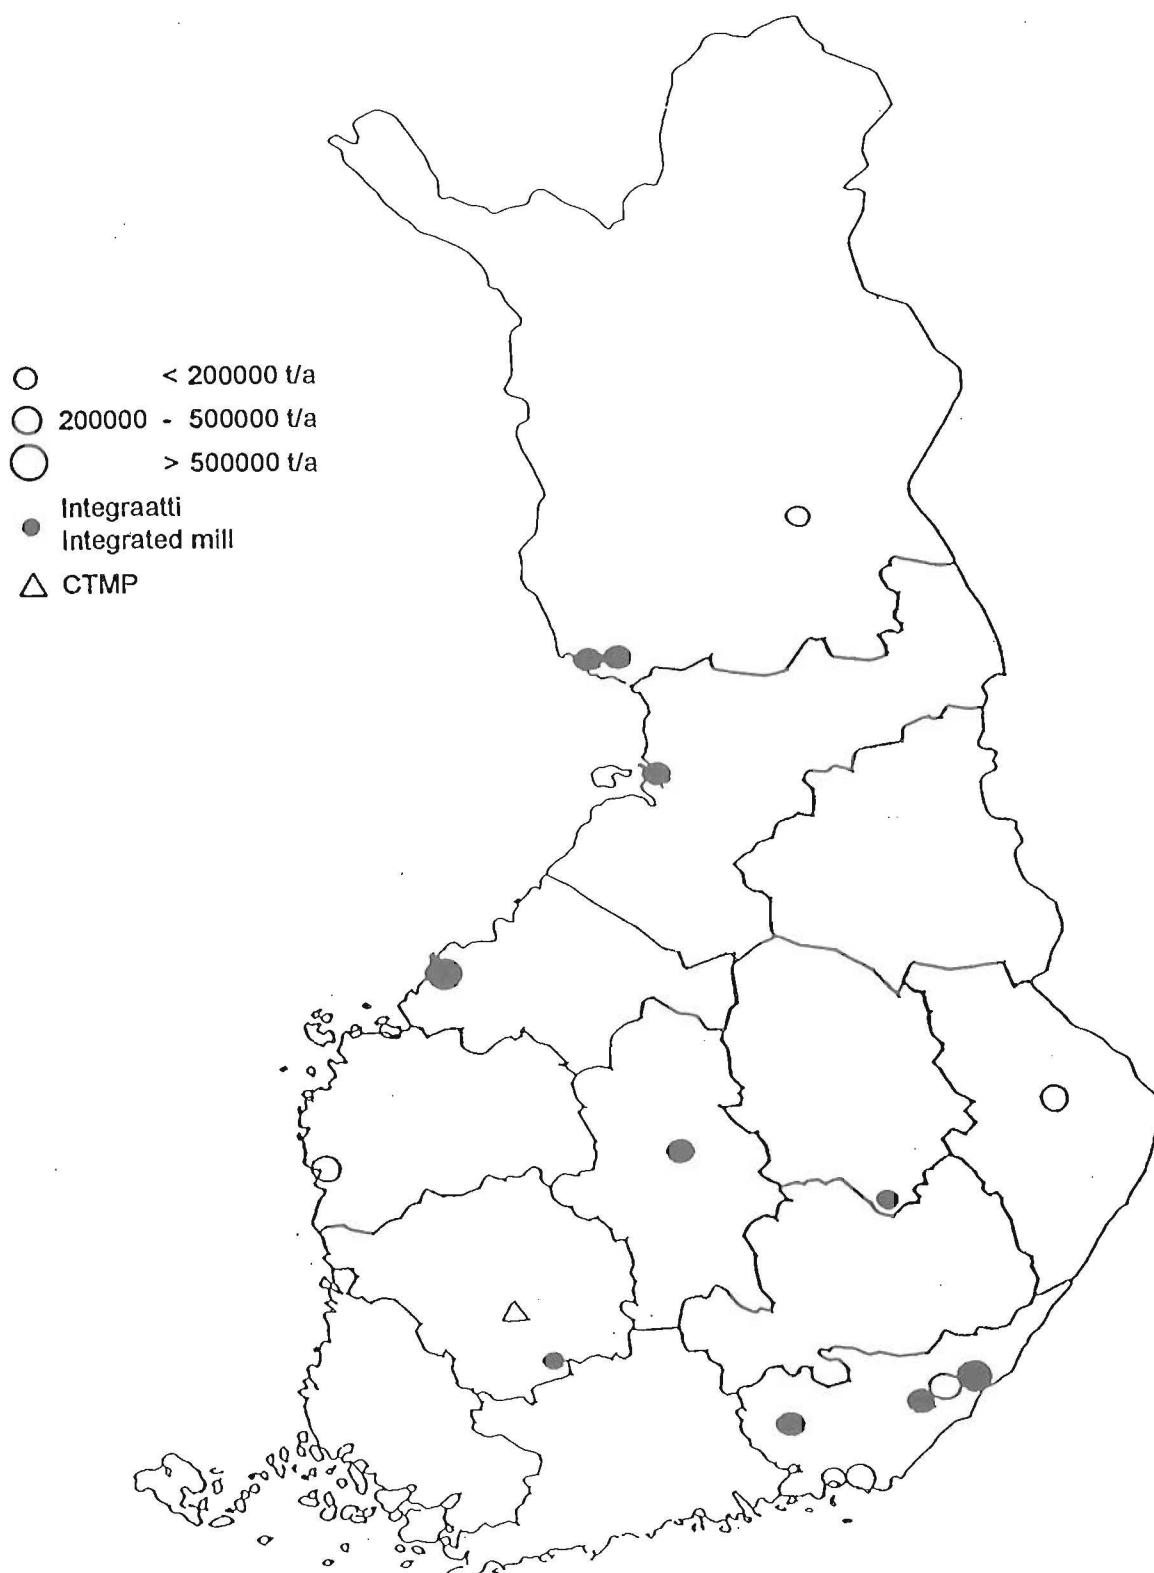 < 200000 t/a
200000 - 500000 t/a
> 500000 t/a
Integraatti
Integrated mill
CTMP